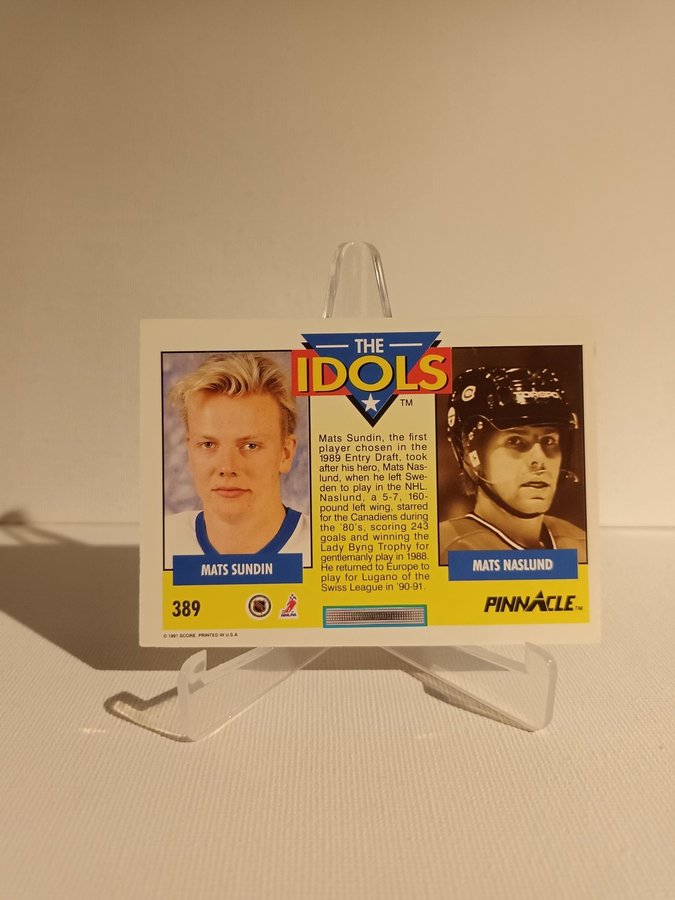 THE
IDOLS
TM
Mats Sundin, the first
player chosen in the
1989 Entry Draft, took
after his hero, Mats Nas-
lund, when he left Swe-
den to play in the NHL.
Naslund, a 5-7, 160-
pound left wing, starred
for the Canadiens during
the '80's, scoring 243
goals and winning the
Lady Byng Trophy for
gentlemanly play in 1988.
He returned to Europe to
play for Lugano of the
Swiss League in '90-91.
MATS SUNDIN
MATS NASLUND
389
NHLPA
PINNACLE TM
© 1991 SCORE, PRINTED IN U.S.A.